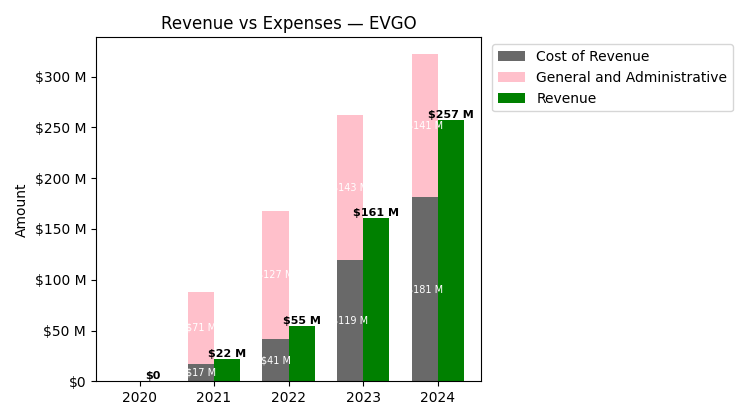 Revenue vs Expenses — EVGO
Cost of Revenue
General and Administrative
Revenue
Amount
$300 M
$250 M
$200 M
$150 M
$100 M
$50 M
$0
$0
$71 M
$17 M
$22 M
127 M
$41 M
$55 M
143 M
119 M
$161 M
141 M
181 M
$257 M
2020 2021 2022 2023 2024